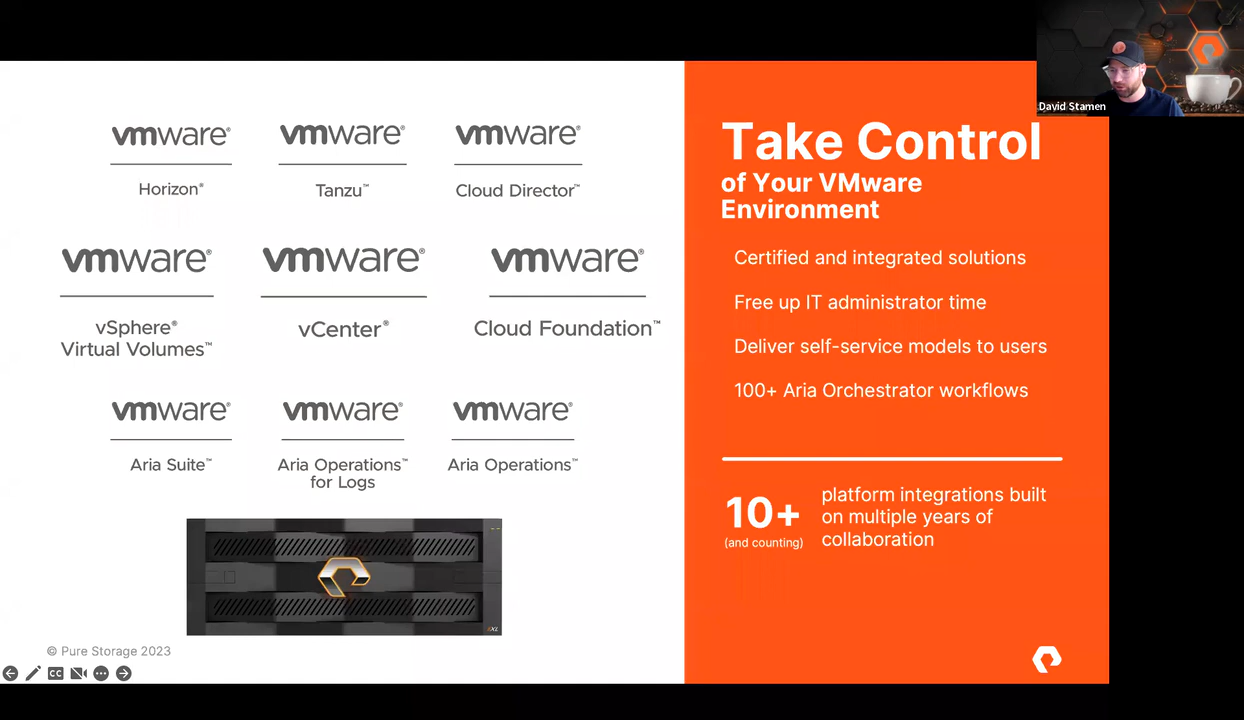 David Stamen
vmware®
vmware®
vmware®
Horizon®
Tanzu™
Cloud Director™
vmware®
vmware®
vmware®
vSphere®
Virtual Volumes™
vCenter®
Cloud Foundation™
vmware®
vmware®
vmware®
Aria Suite™
Aria Operations™
for Logs
Aria Operations™
© Pure Storage 2023
CC
Take Control
of Your VMware
Environment
Certified and integrated solutions
Free up IT administrator time
Deliver self-service models to users
100+ Aria Orchestrator workflows
10+
(and counting)
platform integrations built
on multiple years of
collaboration